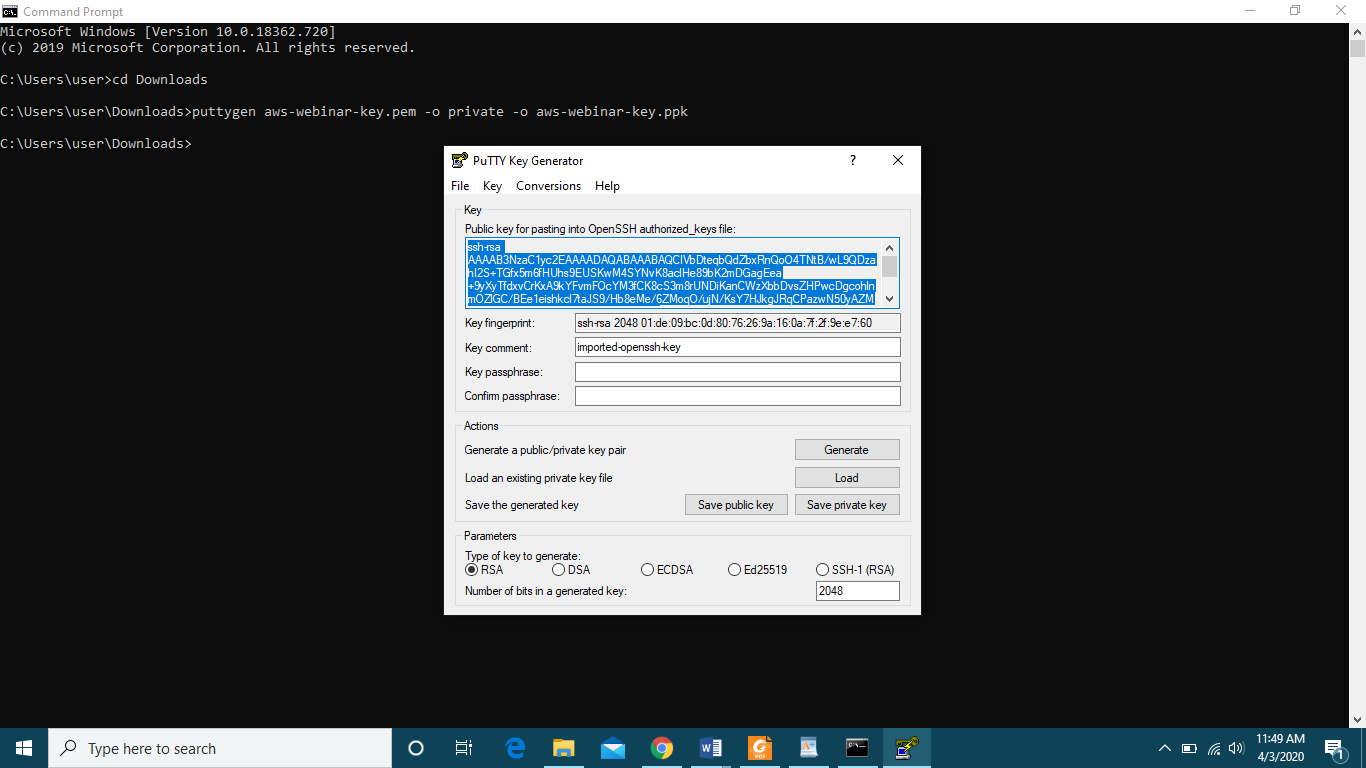 Command Prompt
Microsoft Windows [Version 10.0.18362.720]
(c) 2019 Microsoft Corporation. All rights reserved.
C:\Users\user>cd Downloads
C:\Users\user\Downloads>puttygen aws-webinar-key.pem -o private -o aws-webinar-key.ppk
C:\Users\user\Downloads>
PuTTY Key Generator
?
File Key Conversions Help
Key
Public key for pasting into OpenSSH authorized_keys file:
ssh-rsa
AAAAB3NzaC1yc2EAAAADAQABAAABAQCIVbDteqbQdZbxRnQoO4TNtB/wL9QDza
hI2S+TGfx5m6fHUhs9EUSKwM4SYNvK8aclHe89bK2mDGagEea
+9yXyTfdxvCrKxA9kYFvmFOcYM3fCK8cS3m8rUNDiKanCWzXbbDvsZHPwcDgcohln
mOZlGC/BEe1eishkcl7taJS9/Hb8eMe/6ZMoqO/ujN/KsY7HJkgJRqCPazwN50yAZM
Key fingerprint: ssh-rsa 2048 01:de:09:bc:0d:80:76:26:9a:16:0a:7f:2f:9e:e7:60
Key comment: imported-openssh-key
Key passphrase:
Confirm passphrase:
Actions
Generate a public/private key pair Generate
Load an existing private key file Load
Save the generated key Save public key Save private key
Parameters
Type of key to generate:
RSA DSA ECDSA Ed25519 SSH-1 (RSA)
Number of bits in a generated key: 2048
Type here to search
11:49 AM
4/3/2020
1